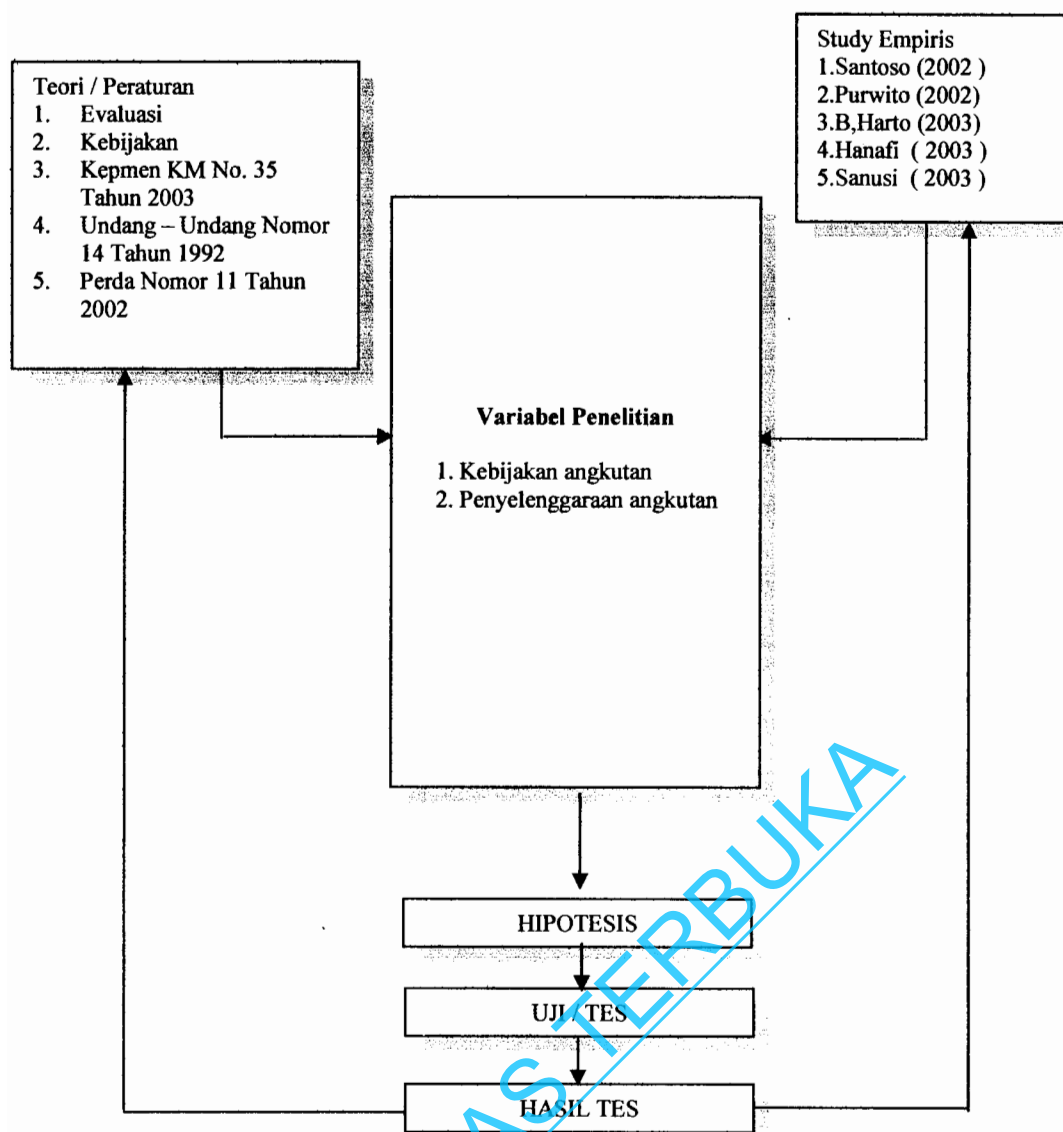 Teori / Peraturan
1. Evaluasi
2. Kebijakan
3. Kepmen KM No. 35
Tahun 2003
4. Undang – Undang Nomor
14 Tahun 1992
5. Perda Nomor 11 Tahun
2002
Study Empiris
1.Santoso (2002 )
2.Purwito (2002)
3.B,Harto (2003)
4.Hanafi ( 2003 )
5.Sanusi ( 2003 )
Variabel Penelitian
1. Kebijakan angkutan
2. Penyelenggaraan angkutan
HIPOTESIS
UJI / TES
HASIL TES
AS TERBUKA